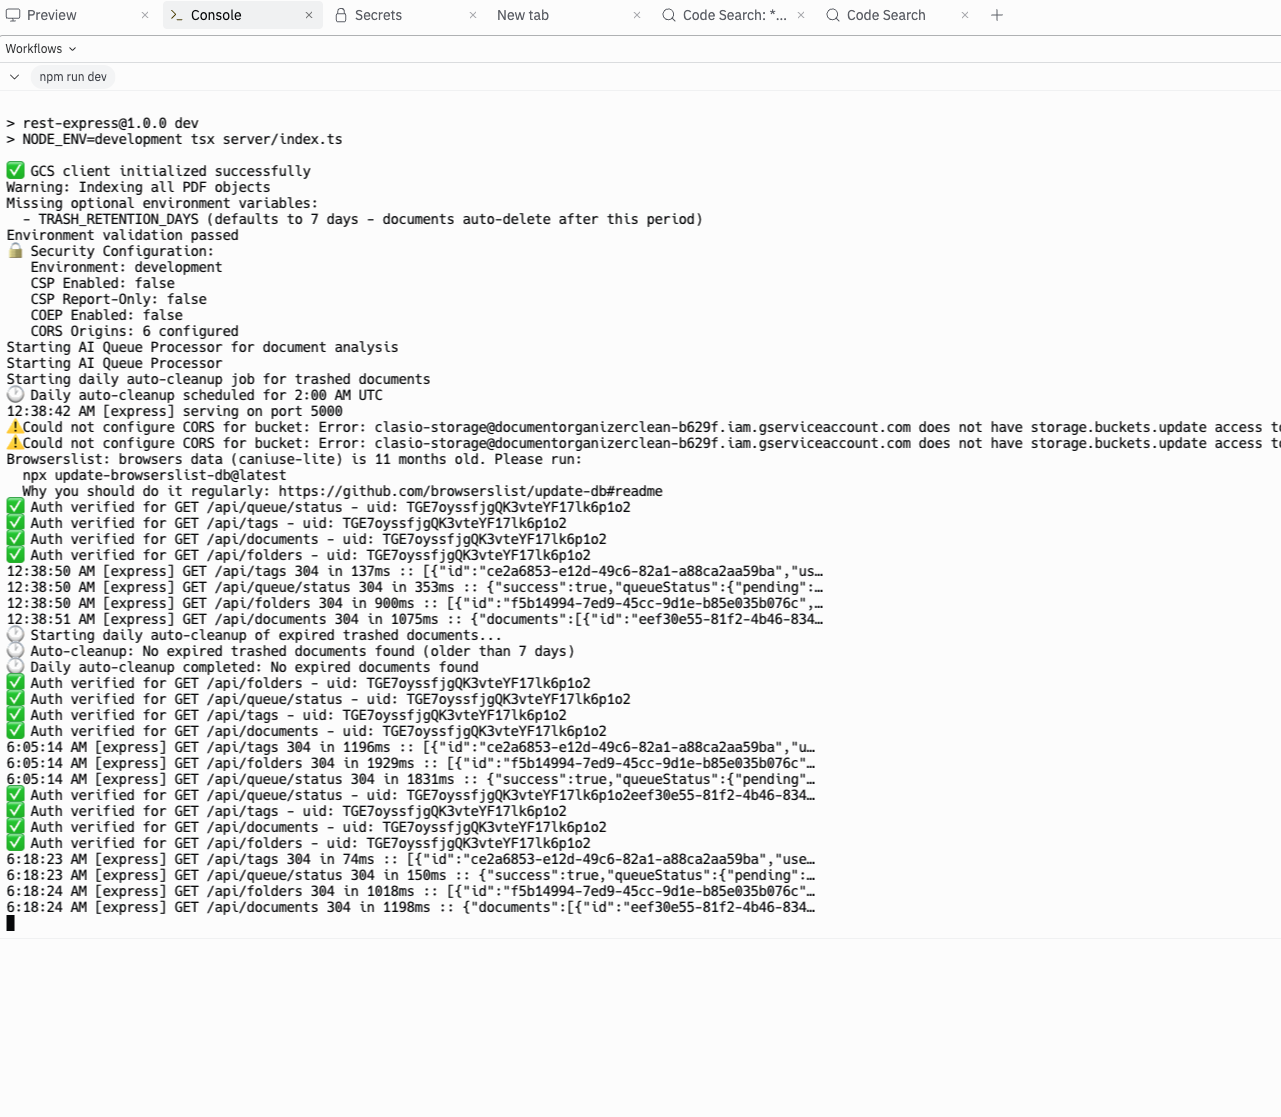 Preview
Console
Secrets
New tab
Code Search: *...
Code Search
Workflows
npm run dev
> rest-express@1.0.0 dev
> NODE_ENV=development tsx server/index.ts
✅ GCS client initialized successfully
Warning: Indexing all PDF objects
Missing optional environment variables:
  - TRASH_RETENTION_DAYS (defaults to 7 days - documents auto-delete after this period)
Environment validation passed
🔒 Security Configuration:
   Environment: development
   CSP Enabled: false
   CSP Report-Only: false
   COEP Enabled: false
   CORS Origins: 6 configured
Starting AI Queue Processor for document analysis
Starting AI Queue Processor
Starting daily auto-cleanup job for trashed documents
🕐 Daily auto-cleanup scheduled for 2:00 AM UTC
12:38:42 AM [express] serving on port 5000
⚠️Could not configure CORS for bucket: Error: clasio-storage@documentorganizerclean-b629f.iam.gserviceaccount.com does not have storage.buckets.update access
⚠️Could not configure CORS for bucket: Error: clasio-storage@documentorganizerclean-b629f.iam.gserviceaccount.com does not have storage.buckets.update access
Browserslist: browsers data (caniuse-lite) is 11 months old. Please run:
  npx update-browserslist-db@latest
  Why you should do it regularly: https://github.com/browserslist/update-db#readme
✅ Auth verified for GET /api/queue/status - uid: TGE7oyssfjgQK3vteYF17lk6p1o2
✅ Auth verified for GET /api/tags - uid: TGE7oyssfjgQK3vteYF17lk6p1o2
✅ Auth verified for GET /api/documents - uid: TGE7oyssfjgQK3vteYF17lk6p1o2
✅ Auth verified for GET /api/folders - uid: TGE7oyssfjgQK3vteYF17lk6p1o2
12:38:50 AM [express] GET /api/tags 304 in 137ms :: [{"id":"ce2a6853-e12d-49c6-82a1-a88ca2aa59ba","us…
12:38:50 AM [express] GET /api/queue/status 304 in 353ms :: {"success":true,"queueStatus":{"pending":…
12:38:50 AM [express] GET /api/folders 304 in 900ms :: [{"id":"f5b14994-7ed9-45cc-9d1e-b85e035b076c",…
12:38:51 AM [express] GET /api/documents 304 in 1075ms :: {"documents":[{"id":"eef30e55-81f2-4b46-834…
🕐 Starting daily auto-cleanup of expired trashed documents...
🕐 Auto-cleanup: No expired trashed documents found (older than 7 days)
🕐 Daily auto-cleanup completed: No expired documents found
✅ Auth verified for GET /api/folders - uid: TGE7oyssfjgQK3vteYF17lk6p1o2
✅ Auth verified for GET /api/queue/status - uid: TGE7oyssfjgQK3vteYF17lk6p1o2
✅ Auth verified for GET /api/tags - uid: TGE7oyssfjgQK3vteYF17lk6p1o2
✅ Auth verified for GET /api/documents - uid: TGE7oyssfjgQK3vteYF17lk6p1o2
6:05:14 AM [express] GET /api/tags 304 in 1196ms :: [{"id":"ce2a6853-e12d-49c6-82a1-a88ca2aa59ba","u…
6:05:14 AM [express] GET /api/folders 304 in 1929ms :: [{"id":"f5b14994-7ed9-45cc-9d1e-b85e035b076c"…
6:05:14 AM [express] GET /api/queue/status 304 in 1831ms :: {"success":true,"queueStatus":{"pending"…
✅ Auth verified for GET /api/queue/status - uid: TGE7oyssfjgQK3vteYF17lk6p1o2eef30e55-81f2-4b46-834…
✅ Auth verified for GET /api/tags - uid: TGE7oyssfjgQK3vteYF17lk6p1o2
✅ Auth verified for GET /api/documents - uid: TGE7oyssfjgQK3vteYF17lk6p1o2
✅ Auth verified for GET /api/folders - uid: TGE7oyssfjgQK3vteYF17lk6p1o2
6:18:23 AM [express] GET /api/tags 304 in 74ms :: [{"id":"ce2a6853-e12d-49c6-82a1-a88ca2aa59ba","use…
6:18:23 AM [express] GET /api/queue/status 304 in 150ms :: {"success":true,"queueStatus":{"pending":…
6:18:24 AM [express] GET /api/folders 304 in 1018ms :: [{"id":"f5b14994-7ed9-45cc-9d1e-b85e035b076c"…
6:18:24 AM [express] GET /api/documents 304 in 1198ms :: {"documents":[{"id":"eef30e55-81f2-4b46-834…